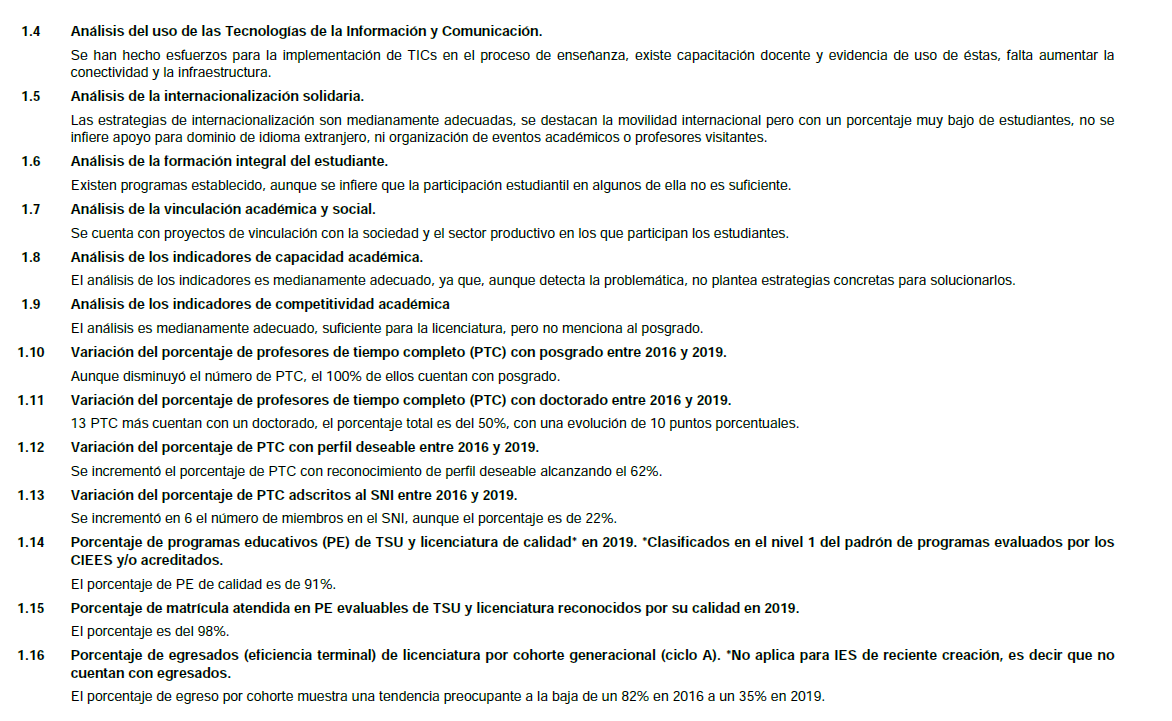 1.4 Análisis del uso de las Tecnologías de la Información y Comunicación.
Se han hecho esfuerzos para la implementación de TICs en el proceso de enseñanza, existe capacitación docente y evidencia de uso de éstas, falta aumentar la
conectividad y la infraestructura.
1.5 Análisis de la internacionalización solidaria.
Las estrategias de internacionalización son medianamente adecuadas, se destacan la movilidad internacional pero con un porcentaje muy bajo de estudiantes, no se
infiere apoyo para dominio de idioma extranjero, ni organización de eventos académicos o profesores visitantes.
1.6 Análisis de la formación integral del estudiante.
Existen programas establecido, aunque se infiere que la participación estudiantil en algunos de ella no es suficiente.
1.7 Análisis de la vinculación académica y social.
Se cuenta con proyectos de vinculación con la sociedad y el sector productivo en los que participan los estudiantes.
1.8 Análisis de los indicadores de capacidad académica.
El análisis de los indicadores es medianamente adecuado, ya que, aunque detecta la problemática, no plantea estrategias concretas para solucionarlos.
1.9 Análisis de los indicadores de competitividad académica
El análisis es medianamente adecuado, suficiente para la licenciatura, pero no menciona al posgrado.
1.10 Variación del porcentaje de profesores de tiempo completo (PTC) con posgrado entre 2016 y 2019.
Aunque disminuyó el número de PTC, el 100% de ellos cuentan con posgrado.
1.11 Variación del porcentaje de profesores de tiempo completo (PTC) con doctorado entre 2016 y 2019.
13 PTC más cuentan con un doctorado, el porcentaje total es del 50%, con una evolución de 10 puntos porcentuales.
1.12 Variación del porcentaje de PTC con perfil deseable entre 2016 y 2019.
Se incrementó el porcentaje de PTC con reconocimiento de perfil deseable alcanzando el 62%.
1.13 Variación del porcentaje de PTC adscritos al SNI entre 2016 y 2019.
Se incrementó en 6 el número de miembros en el SNI, aunque el porcentaje es de 22%.
1.14 Porcentaje de programas educativos (PE) de TSU y licenciatura de calidad* en 2019. *Clasificados en el nivel 1 del padrón de programas evaluados por los
CIEES y/o acreditados.
El porcentaje de PE de calidad es de 91%.
1.15 Porcentaje de matrícula atendida en PE evaluables de TSU y licenciatura reconocidos por su calidad en 2019.
El porcentaje es del 98%.
1.16 Porcentaje de egresados (eficiencia terminal) de licenciatura por cohorte generacional (ciclo A). *No aplica para IES de reciente creación, es decir que no
cuentan con egresados.
El porcentaje de egreso por cohorte muestra una tendencia preocupante a la baja de un 82% en 2016 a un 35% en 2019.